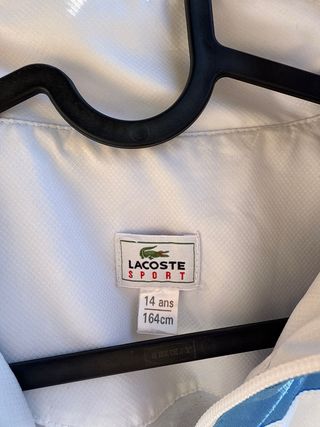 LACOSTE
SPORT
14 ans
164cm